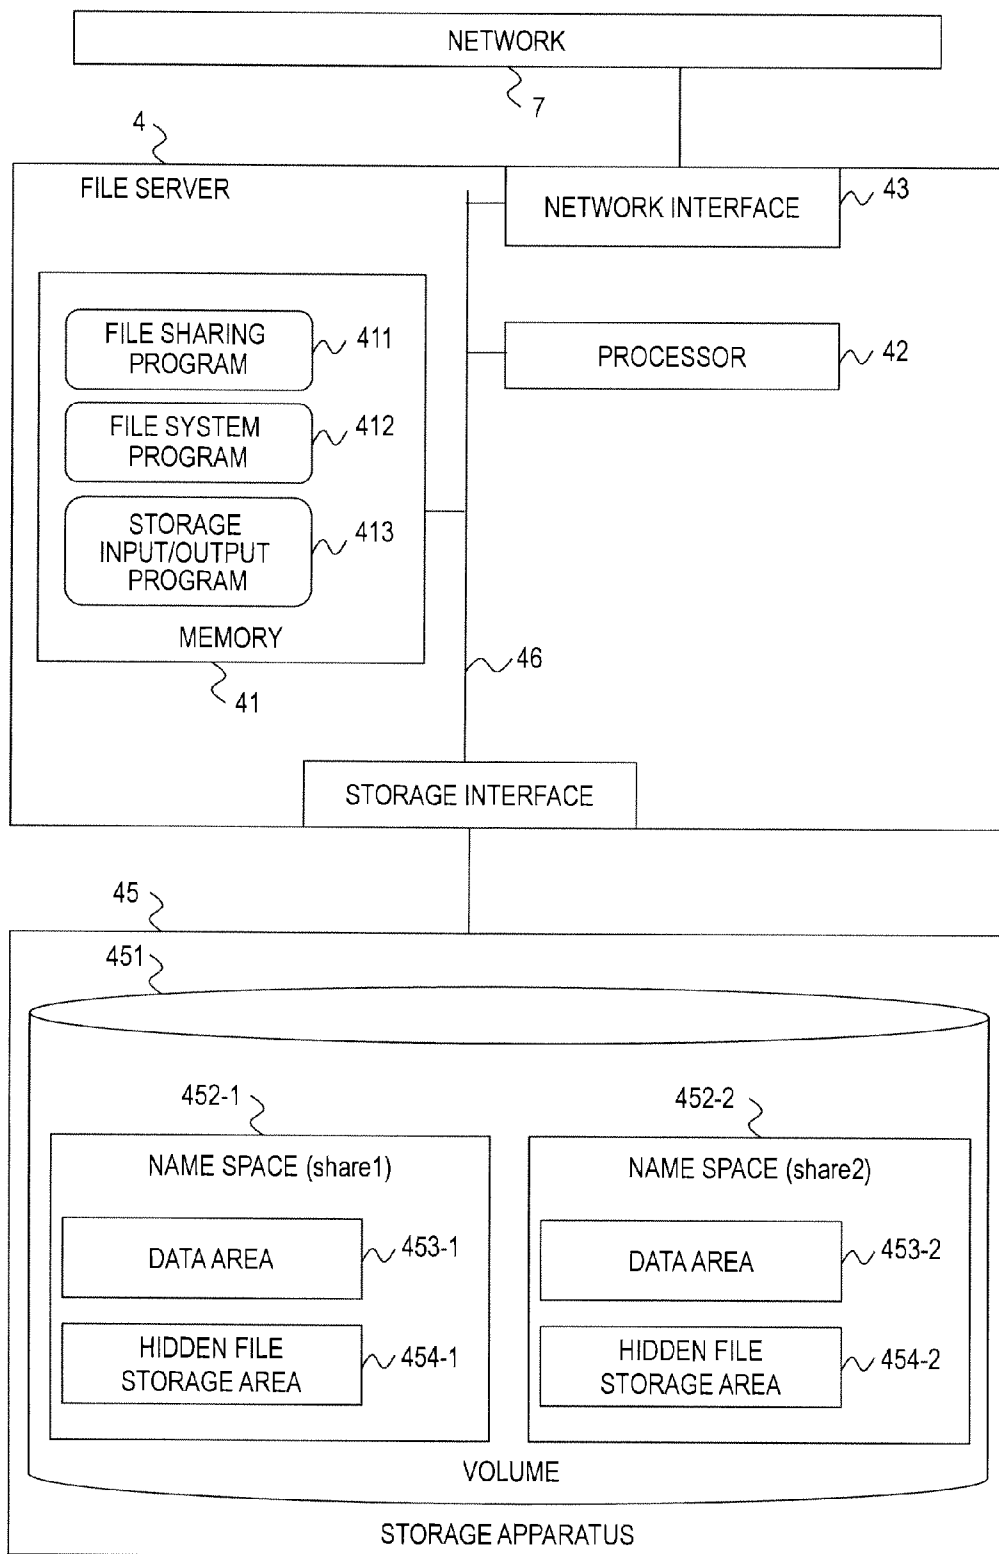 NETWORK
7
4
FILE SERVER
NETWORK INTERFACE
43
FILE SHARING
PROGRAM
411
PROCESSOR
42
FILE SYSTEM
PROGRAM
412
STORAGE
INPUT/OUTPUT
PROGRAM
413
MEMORY
41
46
STORAGE INTERFACE
45
451
452-1
452-2
NAME SPACE (share1)
NAME SPACE (share2)
DATA AREA
453-1
DATA AREA
453-2
HIDDEN FILE
STORAGE AREA
454-1
HIDDEN FILE
STORAGE AREA
454-2
VOLUME
STORAGE APPARATUS